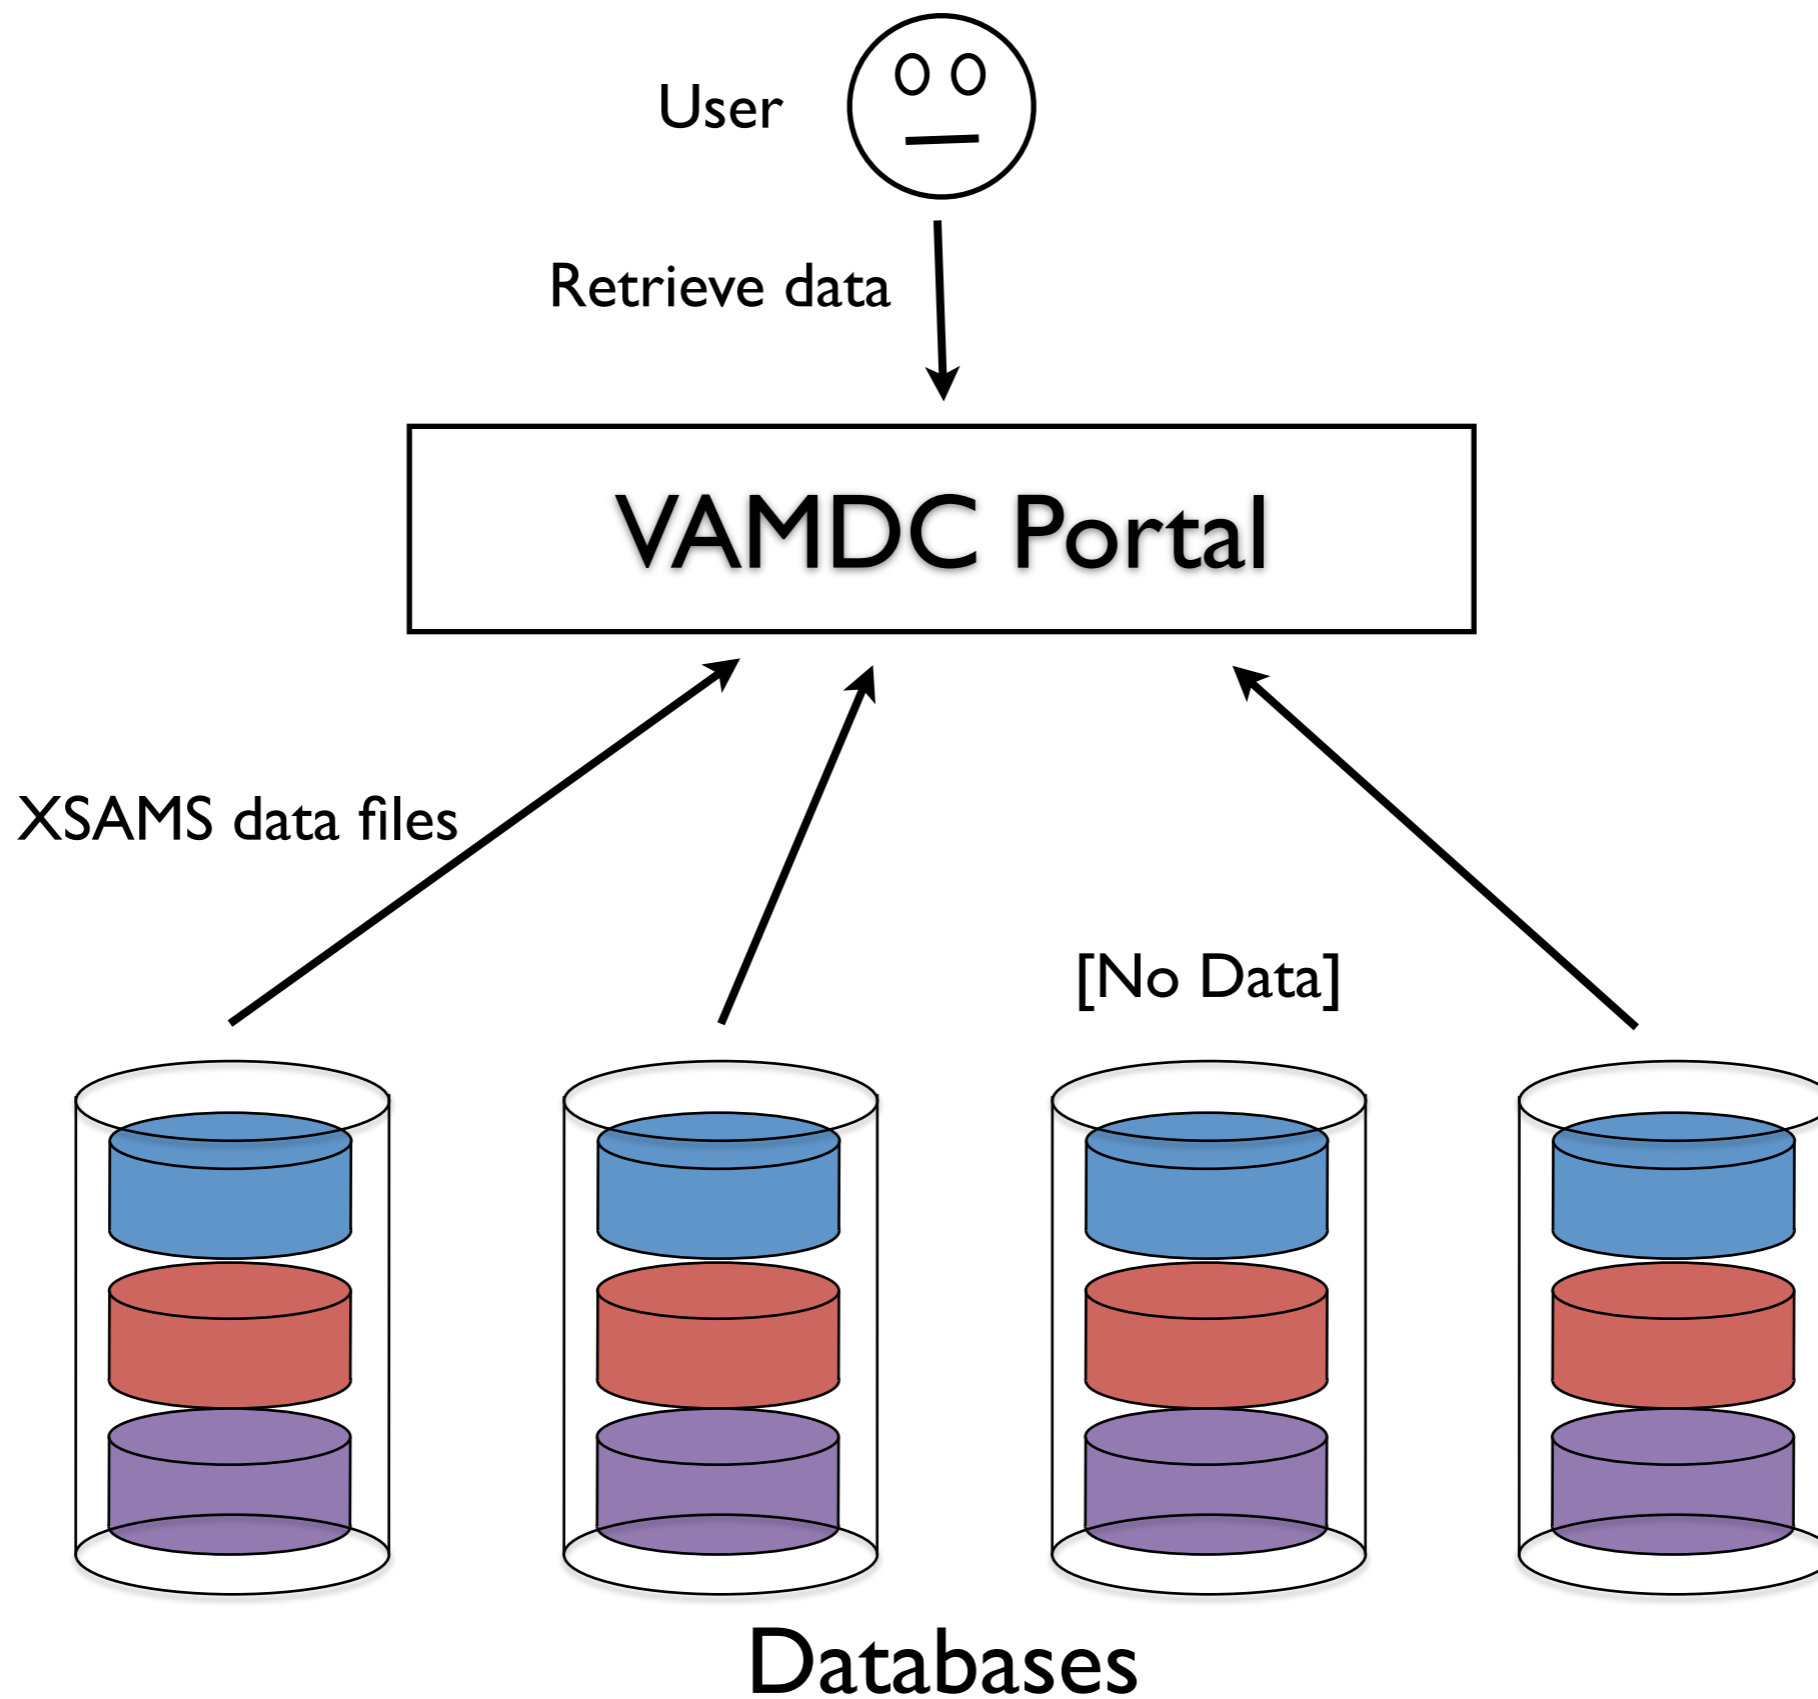 User
Retrieve data
VAMDC Portal
XSAMS data files
[No Data]
Databases